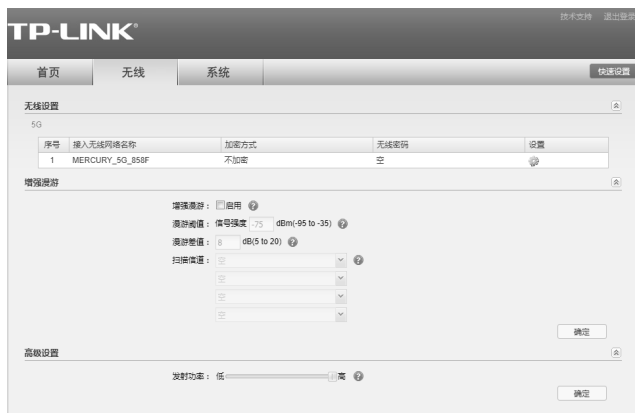 技术支持 退出登录
TP-LINK®
首页 无线 系统 快速设置
无线设置
5G
序号 接入无线网络名称 加密方式 无线密码 设置
1 MERCURY_5G_858F 不加密 空
增强漫游
增强漫游： 启用 ?
漫游阈值： 信号强度 -75 dBm(-95 to -35) ?
漫游差值： 8 dB(5 to 20) ?
扫描信道： 空 ?
空
空
空
确定
高级设置
发射功率： 低 高 ?
确定